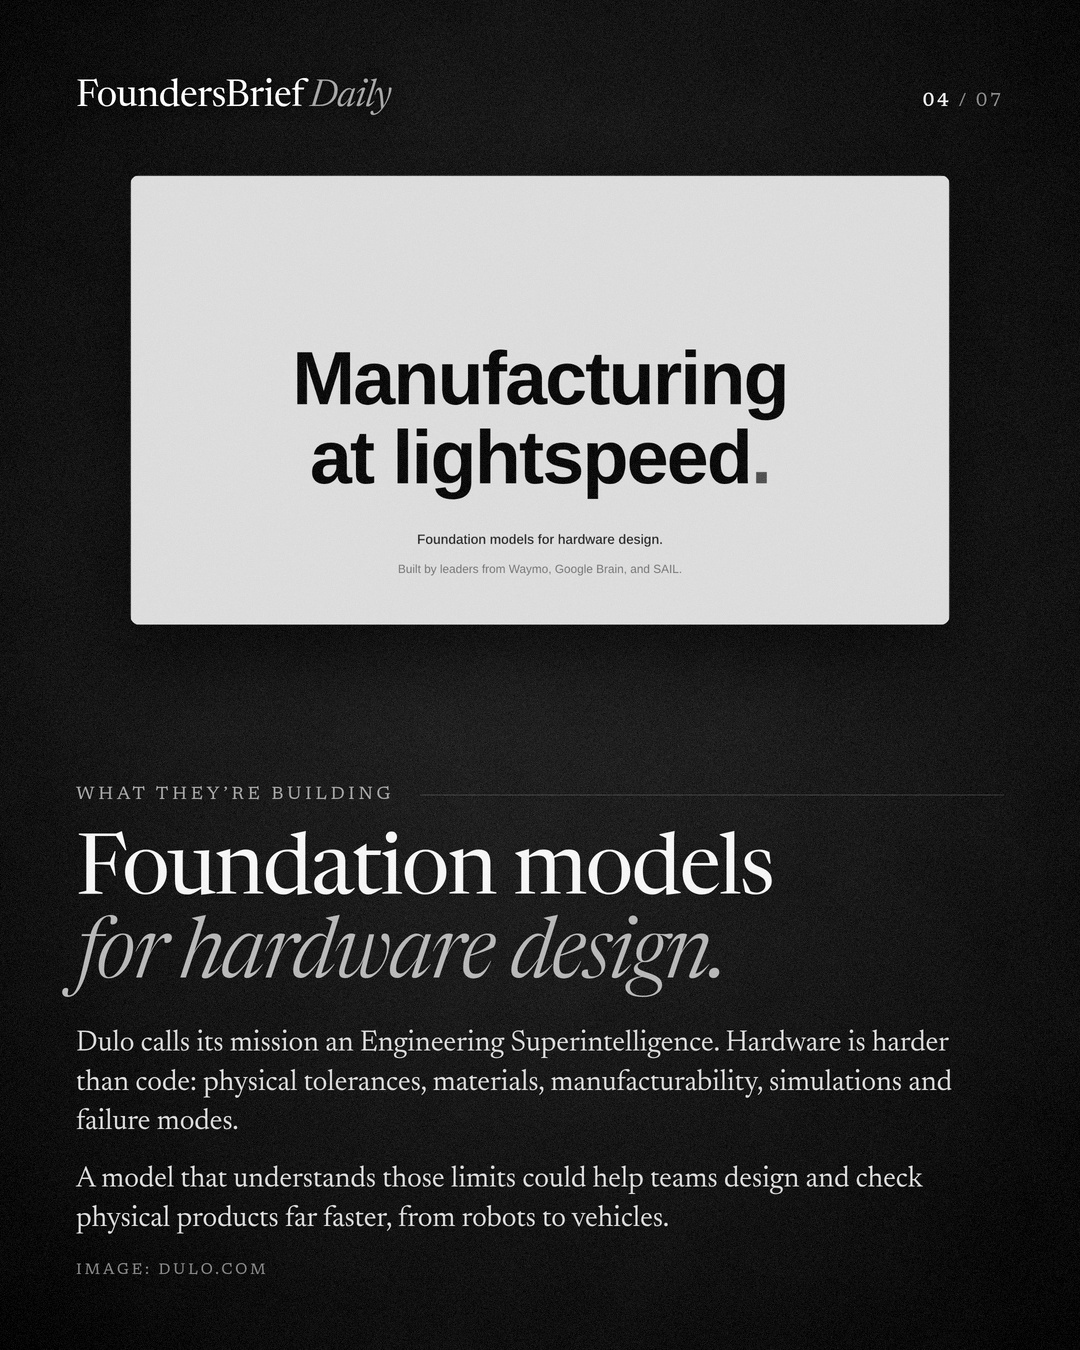 FoundersBrief Daily
04 / 07
Manufacturing
at lightspeed.
Foundation models for hardware design.
Built by leaders from Waymo, Google Brain, and SAIL.
WHAT THEY’RE BUILDING
Foundation models
for hardware design.
Dulo calls its mission an Engineering Superintelligence. Hardware is harder
than code: physical tolerances, materials, manufacturability, simulations and
failure modes.
A model that understands those limits could help teams design and check
physical products far faster, from robots to vehicles.
IMAGE: DULO.COM